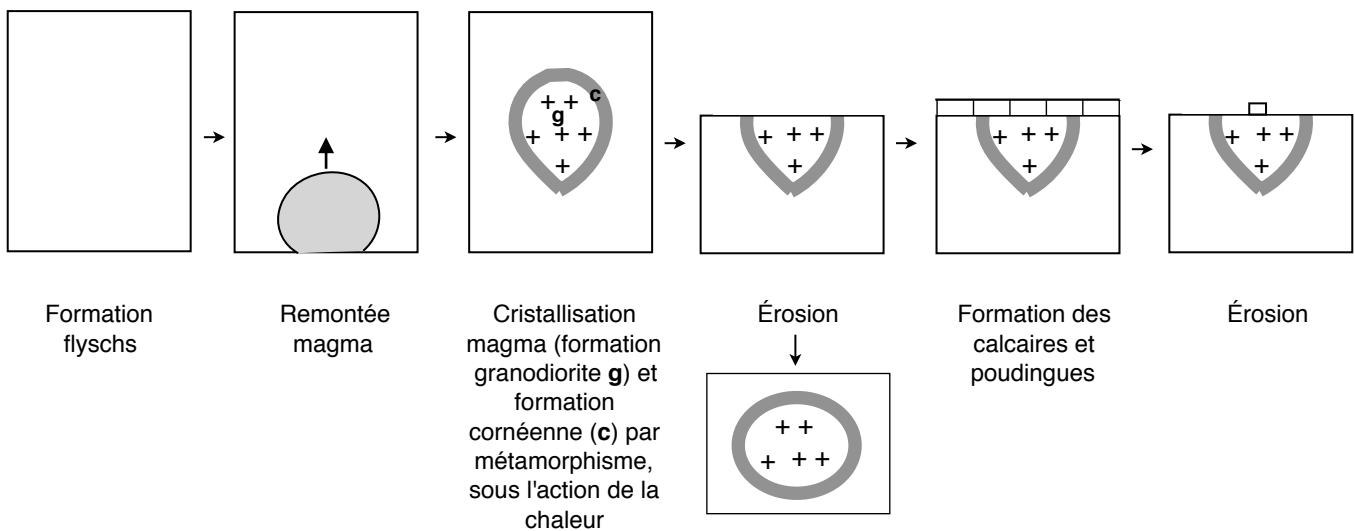 c
g
Formation
flyschs
Remontée
magma
Cristallisation
magma (formation
granodiorite g) et
formation
cornéenne (c) par
métamorphisme,
sous l'action de la
chaleur
Érosion
Formation des
calcaires et
poudingues
Érosion